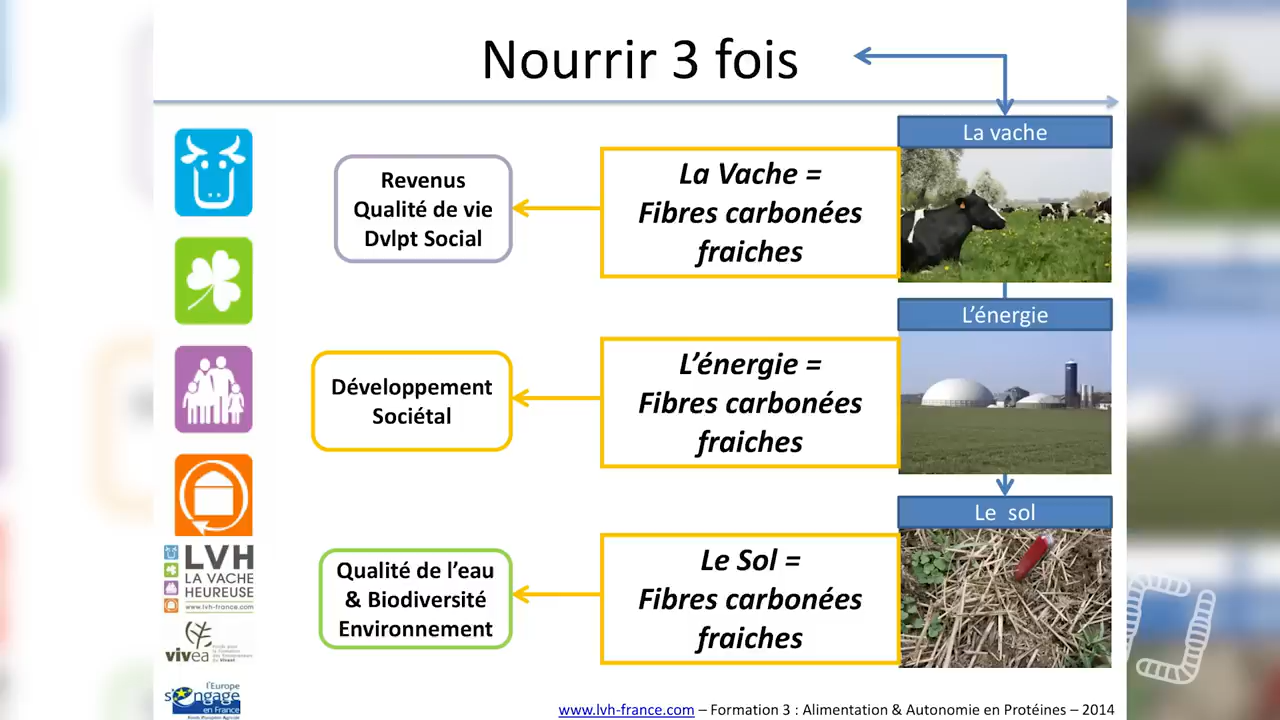 Nourrir 3 fois
La vache
La Vache =
Fibres carbonées
fraiches
Revenus
Qualité de vie
Dvlpt Social
L’énergie
L’énergie =
Fibres carbonées
fraiches
Développement
Sociétal
Le sol
Le Sol =
Fibres carbonées
fraiches
Qualité de l’eau
& Biodiversité
Environnement
LVH
LA VACHE
HEUREUSE
www.lvh-france.com
vivea
l'Europe
s'engage
en France
www.lvh-france.com – Formation 3 : Alimentation & Autonomie en Protéines – 2014